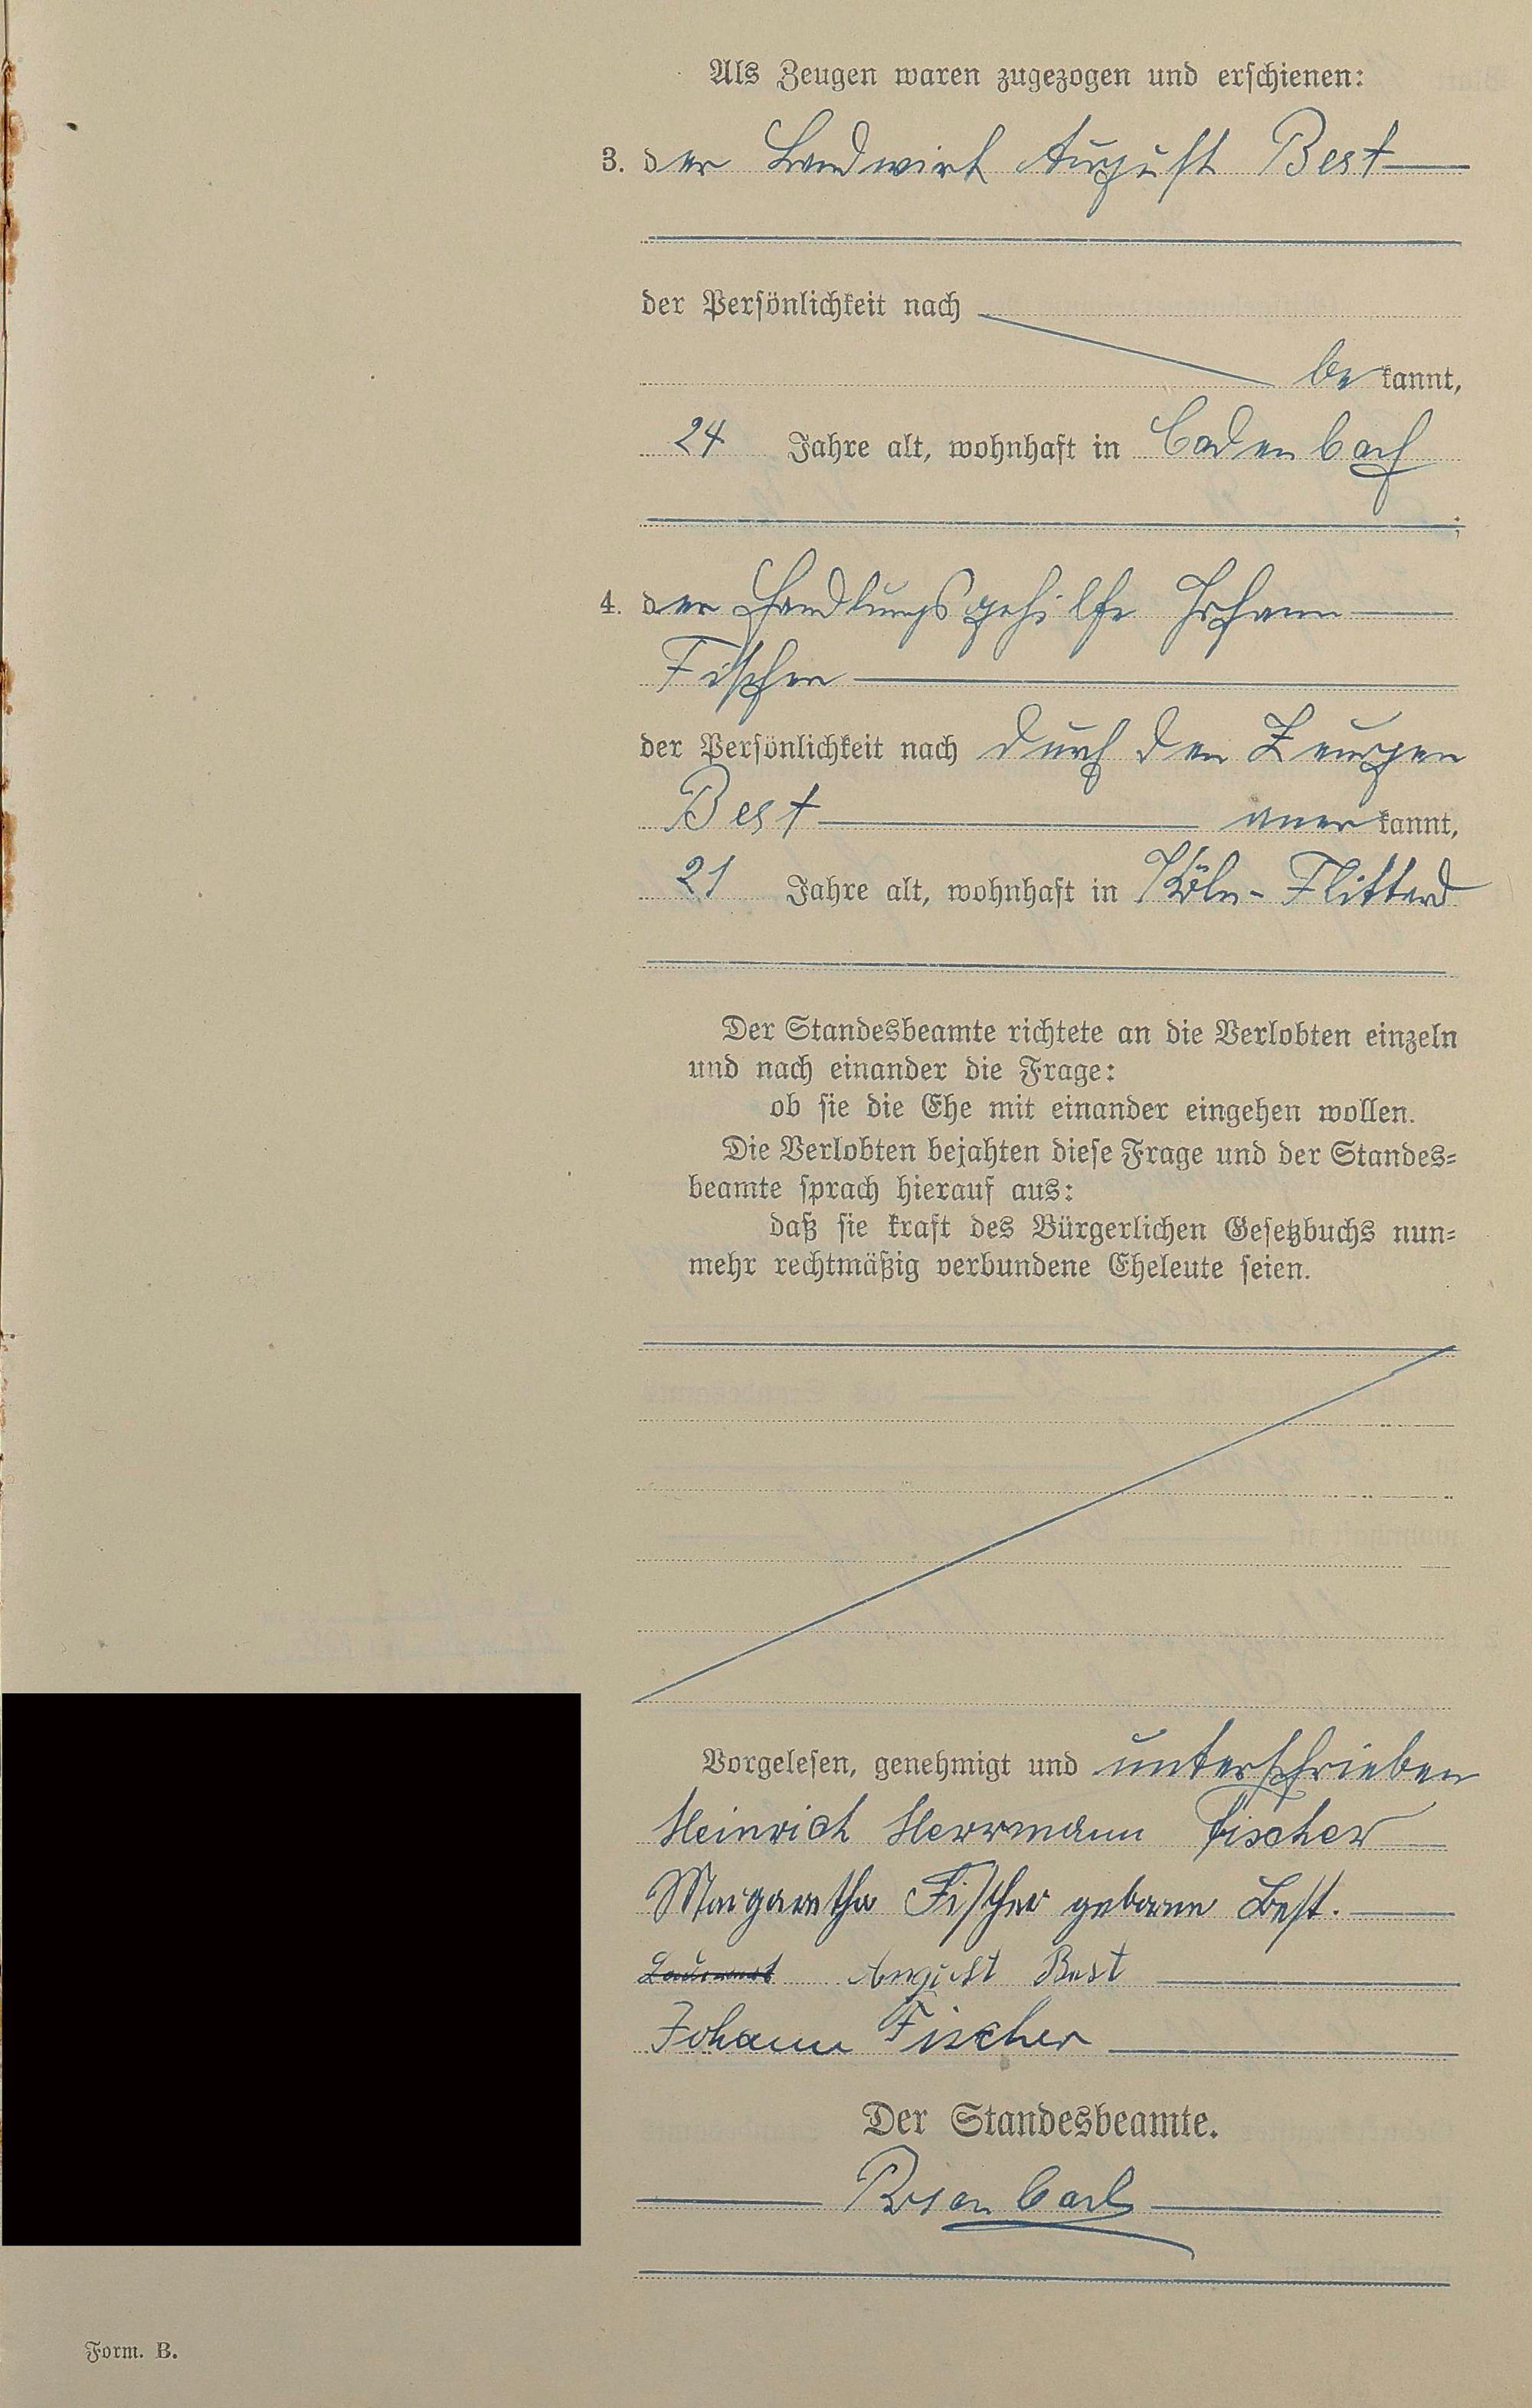 Als Zeugen waren zugezogen und erschienen:
3. der Landwirt August Best
der Persönlichkeit nach
bekannt,
24 Jahre alt, wohnhaft in Cadenbach
;
4. der Handlungsgehilfe Johann
Fischer
der Persönlichkeit nach durch den Zeugen
Best anerkannt,
21 Jahre alt, wohnhaft in Köln-Flittard
Der Standesbeamte richtete an die Verlobten einzeln
und nach einander die Frage:
ob sie die Ehe mit einander eingehen wollen.
Die Verlobten bejahten diese Frage und der Standes-
beamte sprach hierauf aus:
daß sie kraft des Bürgerlichen Gesetzbuchs nun-
mehr rechtmäßig verbundene Eheleute seien.
Vorgelesen, genehmigt und unterschrieben
Heinrich Herrmann Fischer
Margaretha Fischer geborene Best.
August Best
Johann Fischer
Der Standesbeamte.
Form. B.